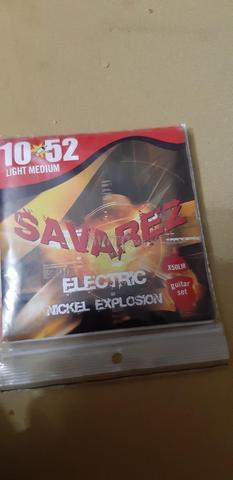 10 52
LIGHT MEDIUM
SAVAREZ
ELECTRIC
NICKEL EXPLOSION
X50LM
guitar
set